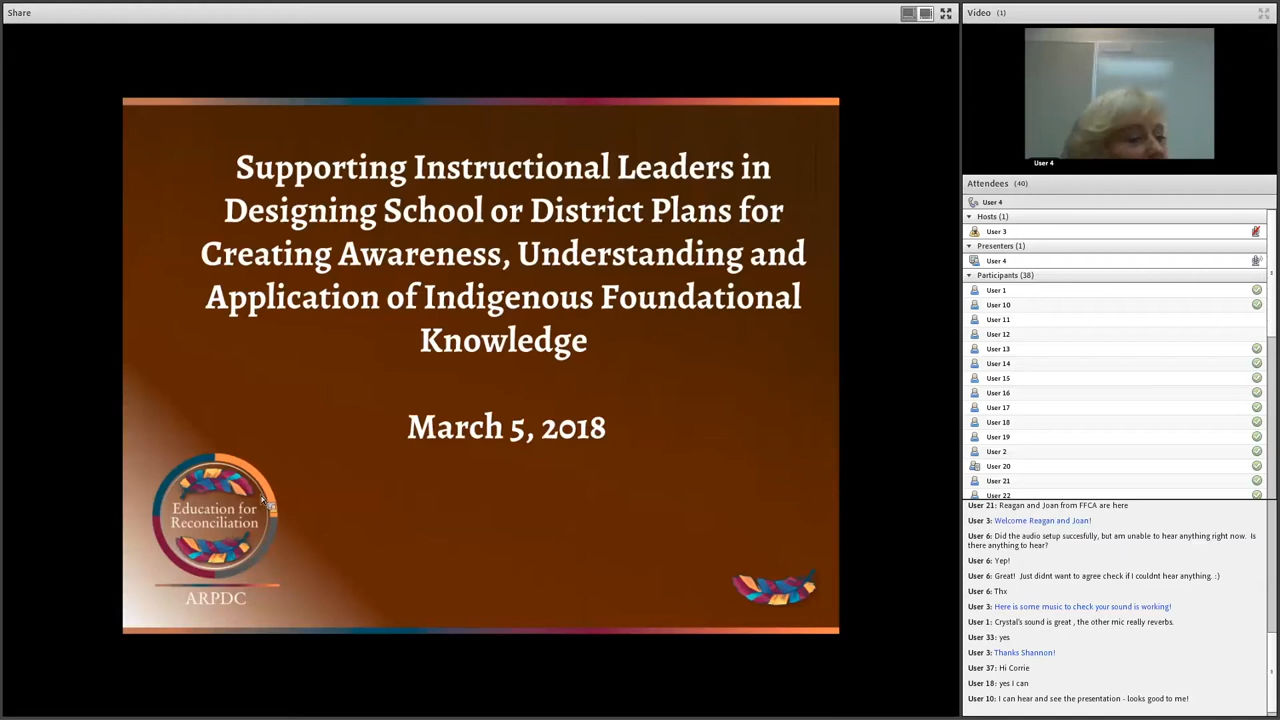 Share
Supporting Instructional Leaders in
Designing School or District Plans for
Creating Awareness, Understanding and
Application of Indigenous Foundational
Knowledge
March 5, 2018
Education for
Reconciliation
ARPDC
Video (1)
User 4
Attendees (40)
User 4
Hosts (1)
User 3
Presenters (1)
User 4
Participants (38)
User 1
User 10
User 11
User 12
User 13
User 14
User 15
User 16
User 17
User 18
User 19
User 2
User 20
User 21
User 22
User 21: Reagan and Joan from FFCA are here
User 3: Welcome Reagan and Joan!
User 6: Did the audio setup succesfully, but am unable to hear anything right now. Is
there anything to hear?
User 6: Yep!
User 6: Great! Just didnt want to agree check if I couldnt hear anything. :)
User 6: Thx
User 3: Here is some music to check your sound is working!
User 1: Crystal's sound is great , the other mic really reverbs.
User 33: yes
User 3: Thanks Shannon!
User 37: Hi Corrie
User 18: yes I can
User 10: I can hear and see the presentation - looks good to me!